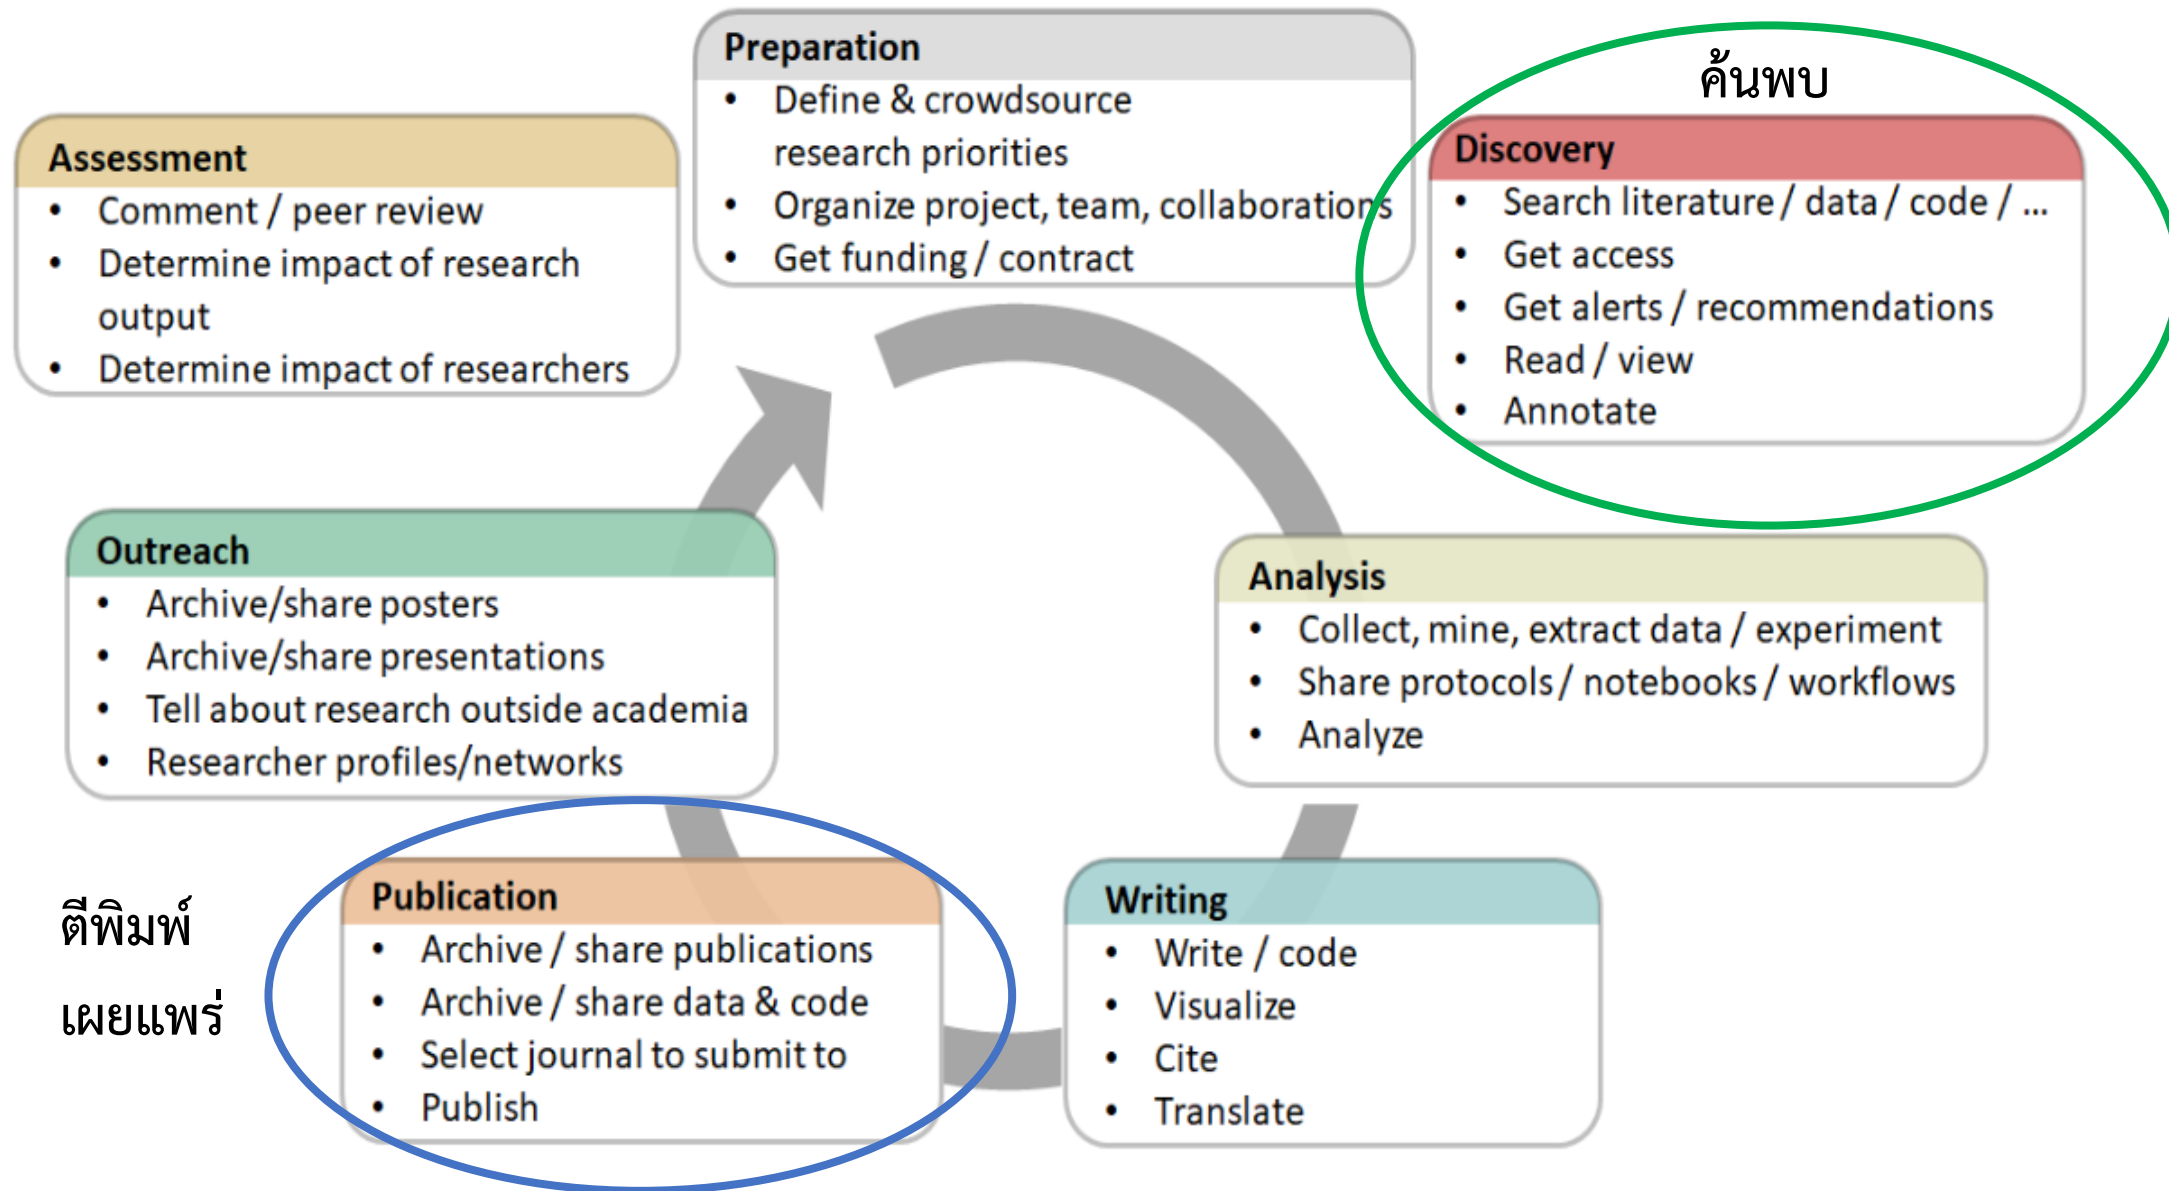 Preparation
• Define & crowdsource
research priorities
• Organize project, team, collaborations
• Get funding / contract
ค้นพบ
Discovery
• Search literature / data / code / ...
• Get access
• Get alerts / recommendations
• Read / view
• Annotate
Analysis
• Collect, mine, extract data / experiment
• Share protocols / notebooks / workflows
• Analyze
Writing
• Write / code
• Visualize
• Cite
• Translate
ตีพิมพ์
เผยแพร่
Publication
• Archive / share publications
• Archive / share data & code
• Select journal to submit to
• Publish
Outreach
• Archive/share posters
• Archive/share presentations
• Tell about research outside academia
• Researcher profiles/networks
Assessment
• Comment / peer review
• Determine impact of research
output
• Determine impact of researchers